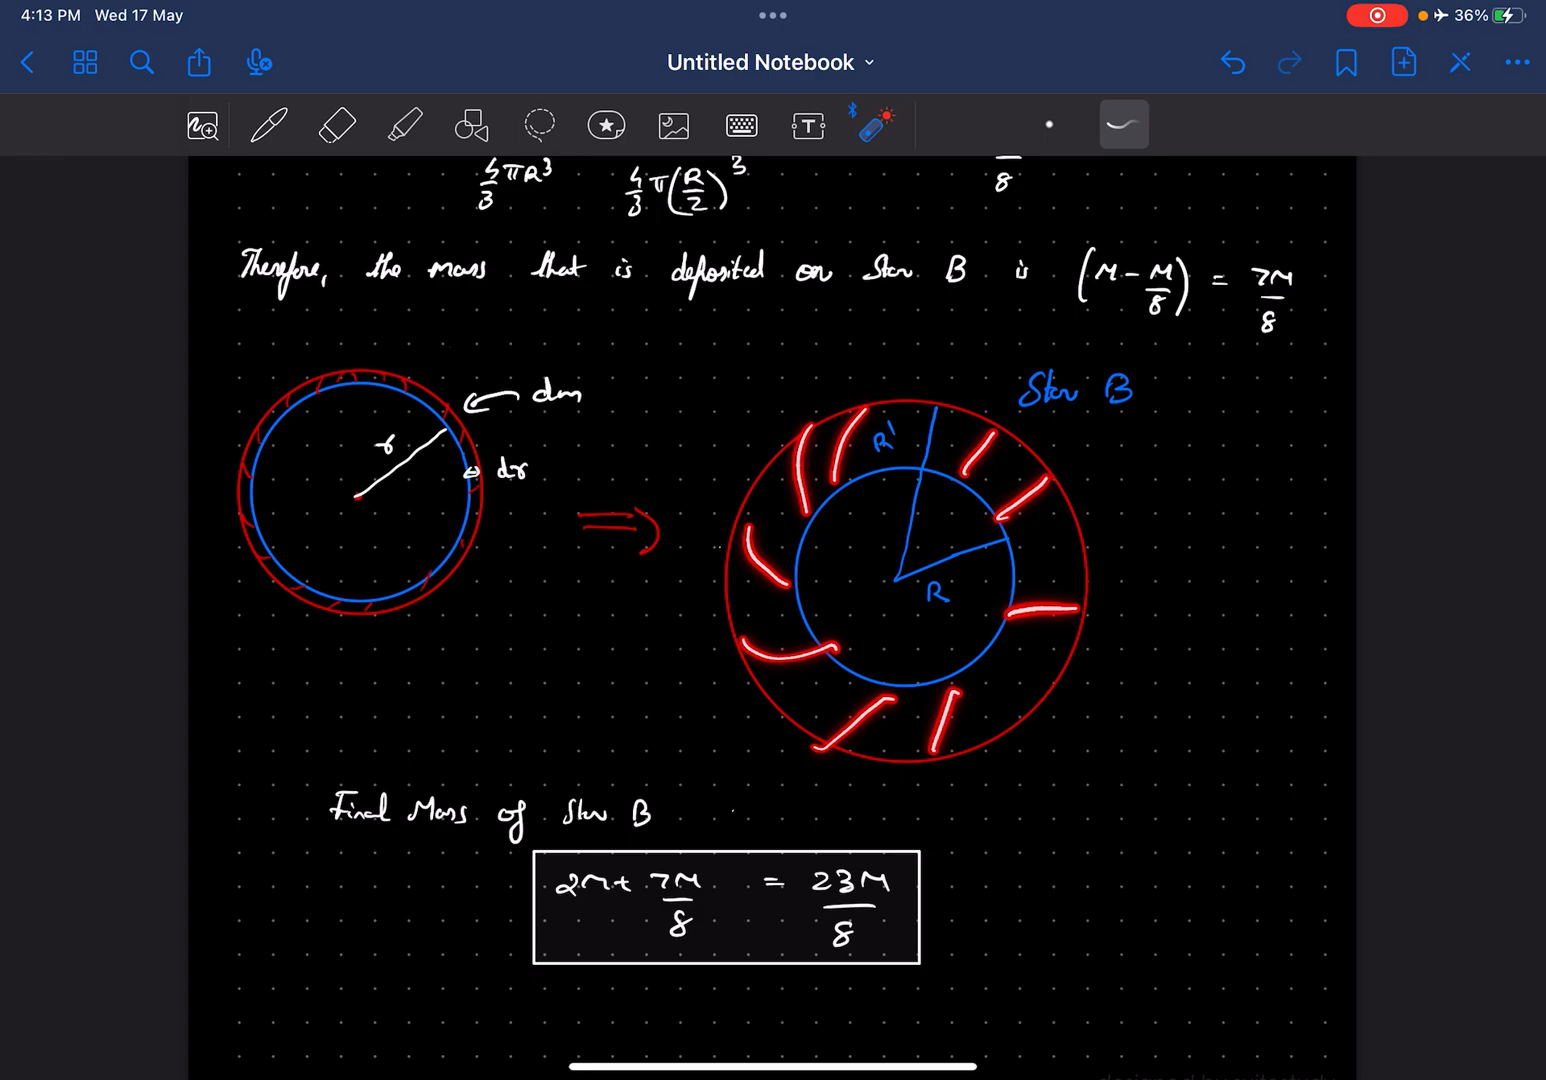 4:13 PM Wed 17 May
36%
Untitled Notebook
T
4/3 πR³ 4/3 π(R/2)³ 8
Therefore, the mass that is deposited on Star B is (M - M/8) = 7M/8
dm
r
dr
Star B
R'
R
Final Mass of Star B
2M + 7M/8 = 23M/8